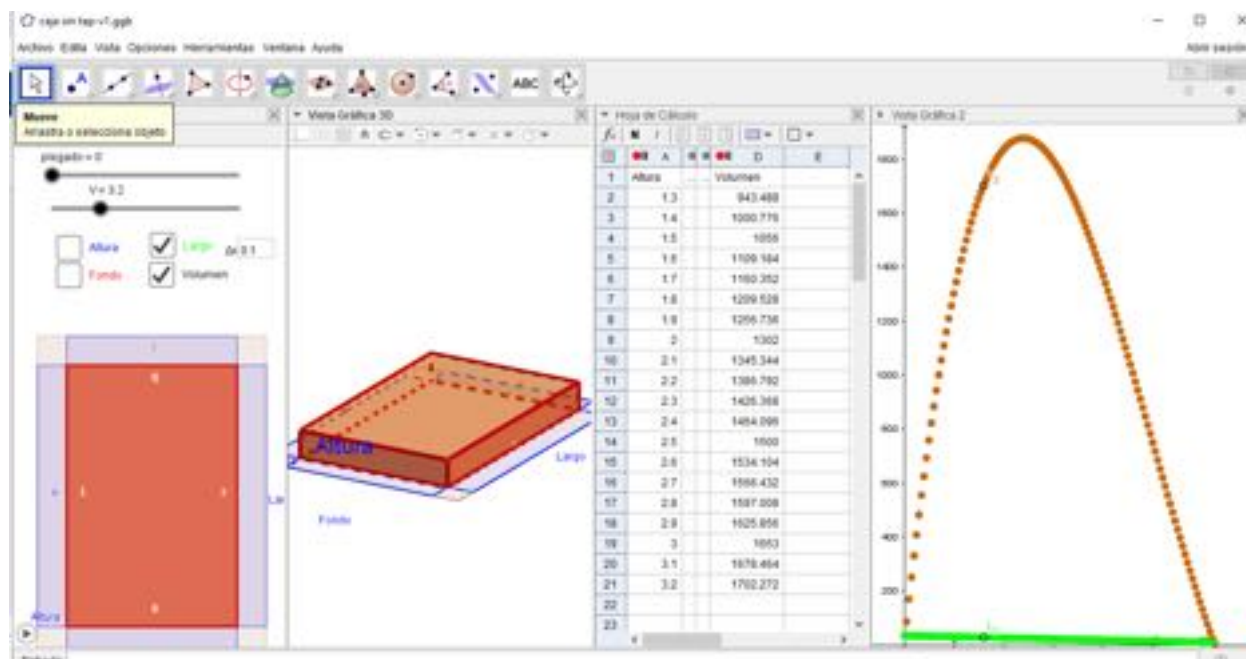 caja sin tap-v1.ggb
Archivo Edita Vista Opciones Herramientas Ventana Ayuda
Abrir sesión
ABC
Mueve
Arrastra o selecciona objeto
Vista Gráfica 3D
Hoja de Cálculo
Vista Gráfica 2
plegado = 0
V = 3.2
Altura
Largo
0.1
Fondo
Volumen
Altura
Altura
Largo
Fondo
A D E
1 Altura Volumen
2 1.3 943.488
3 1.4 1000.776
4 1.5 1056
5 1.6 1109.184
6 1.7 1160.352
7 1.8 1209.528
8 1.9 1256.736
9 2 1302
10 2.1 1345.344
11 2.2 1386.792
12 2.3 1426.368
13 2.4 1464.096
14 2.5 1500
15 2.6 1534.104
16 2.7 1566.432
17 2.8 1597.008
18 2.9 1625.856
19 3 1653
20 3.1 1678.464
21 3.2 1702.272
22
23
1800
1600
1400
1200
1000
800
600
400
200